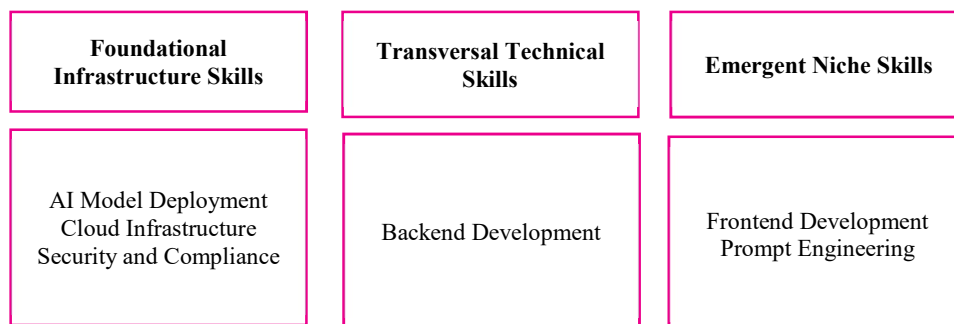 Foundational
Infrastructure Skills
Transversal Technical
Skills
Emergent Niche Skills
AI Model Deployment
Cloud Infrastructure
Security and Compliance
Backend Development
Frontend Development
Prompt Engineering